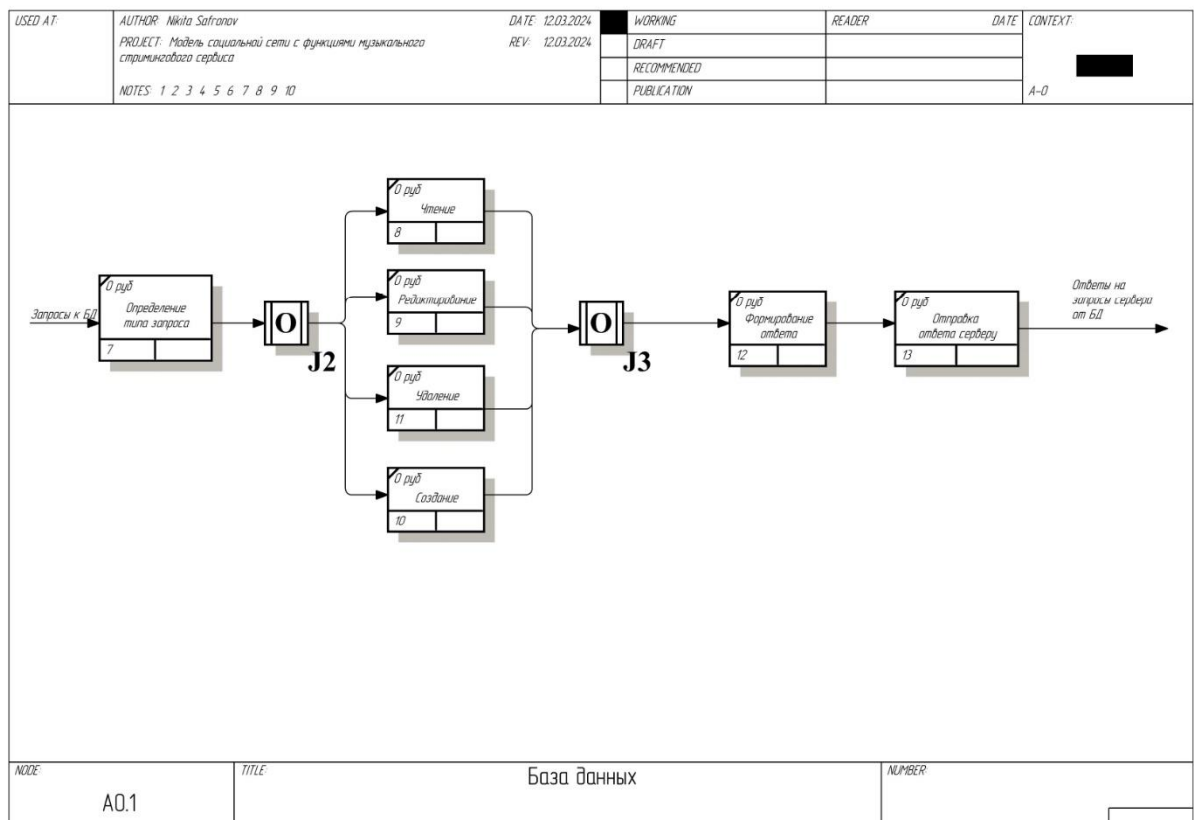 USED AT:
AUTHOR: Nikita Safronov
DATE: 12.03.2024
PROJECT: Модель социальной сети с функциями музыкального
стримингового сервиса
REV: 12.03.2024
NOTES: 1 2 3 4 5 6 7 8 9 10
WORKING
DRAFT
RECOMMENDED
PUBLICATION
READER
DATE
CONTEXT:
A-0
Запросы к БД
0 руб
Определение
типа запроса
7
O
J2
0 руб
Чтение
8
0 руб
Редактирование
9
0 руб
Удаление
11
0 руб
Создание
10
O
J3
0 руб
Формирование
ответа
12
0 руб
Отправка
ответа серверу
13
Ответы на
запросы сервера
от БД
NODE:
A0.1
TITLE:
База данных
NUMBER: